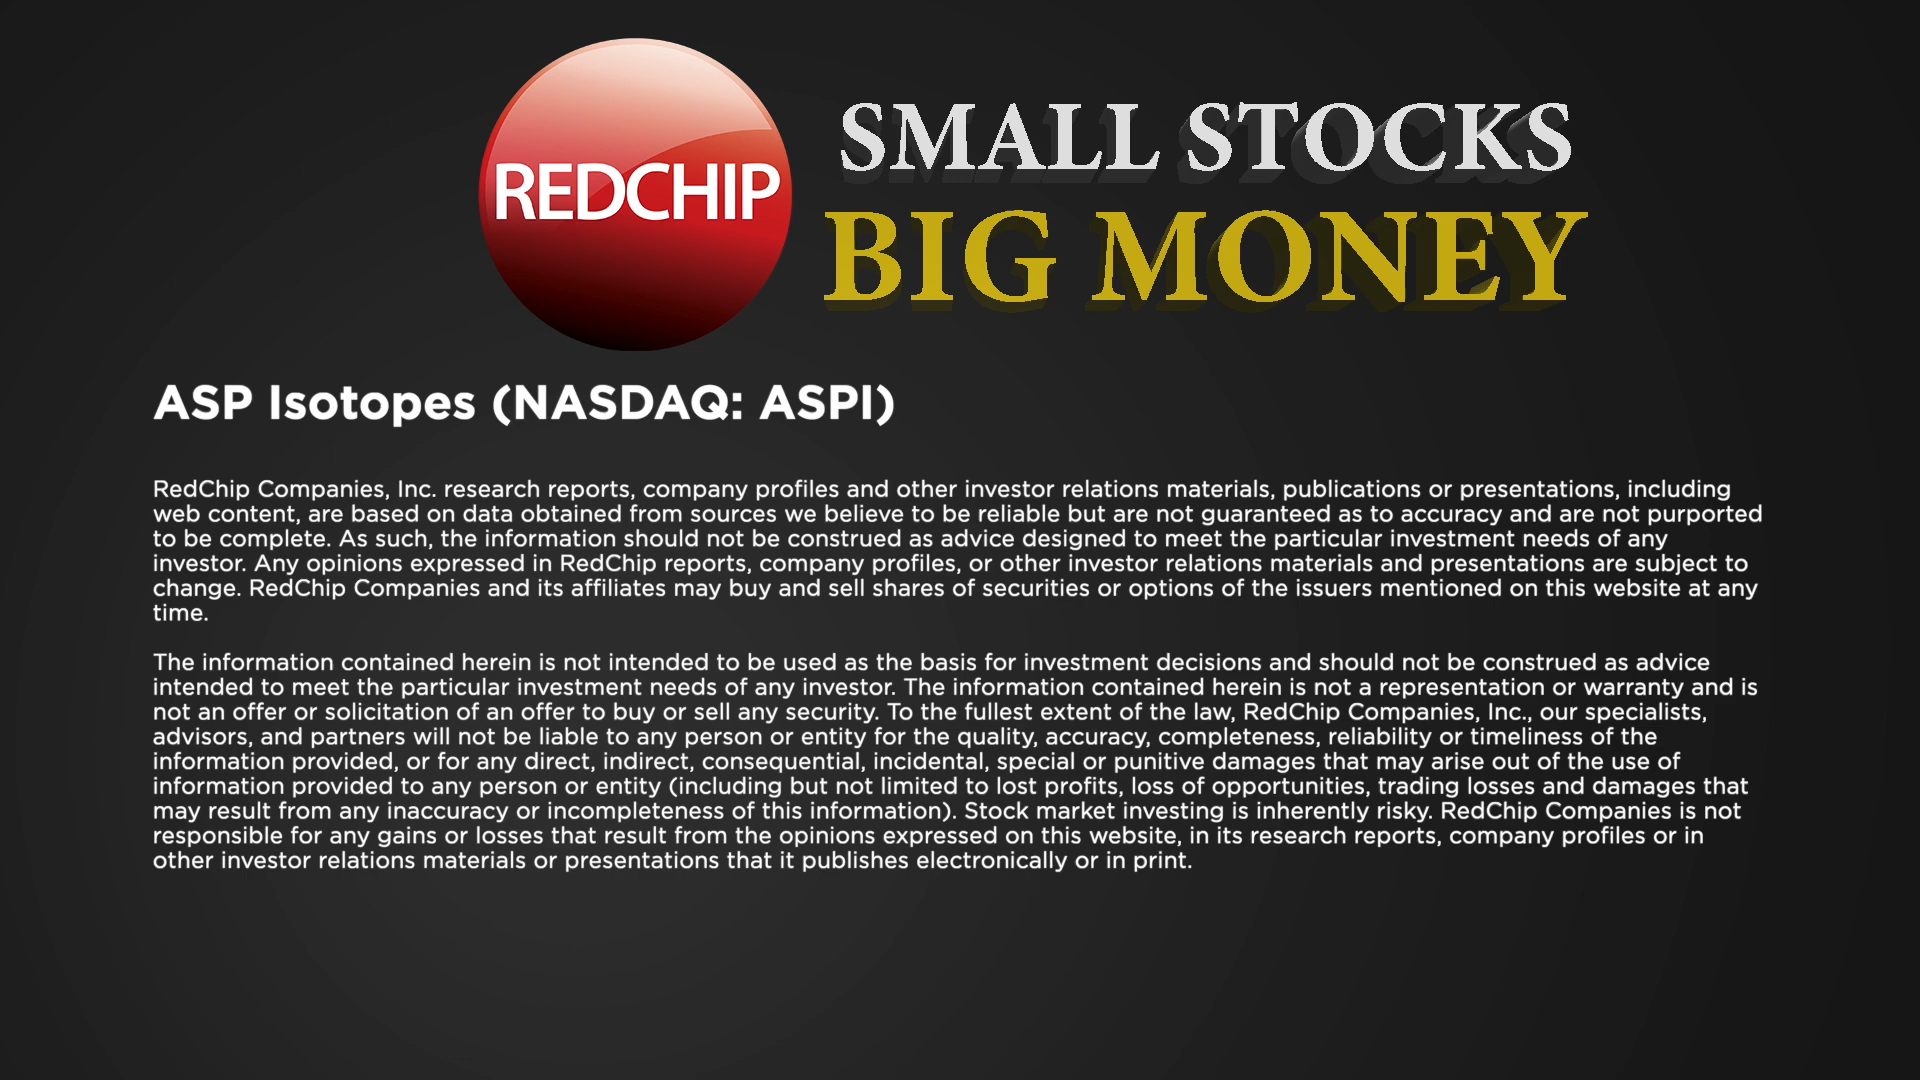 REDCHIP
SMALL STOCKS
BIG MONEY
ASP Isotopes (NASDAQ: ASPI)
RedChip Companies, Inc. research reports, company profiles and other investor relations materials, publications or presentations, including
web content, are based on data obtained from sources we believe to be reliable but are not guaranteed as to accuracy and are not purported
to be complete. As such, the information should not be construed as advice designed to meet the particular investment needs of any
investor. Any opinions expressed in RedChip reports, company profiles, or other investor relations materials and presentations are subject to
change. RedChip Companies and its affiliates may buy and sell shares of securities or options of the issuers mentioned on this website at any
time.
The information contained herein is not intended to be used as the basis for investment decisions and should not be construed as advice
intended to meet the particular investment needs of any investor. The information contained herein is not a representation or warranty and is
not an offer or solicitation of an offer to buy or sell any security. To the fullest extent of the law, RedChip Companies, Inc., our specialists,
advisors, and partners will not be liable to any person or entity for the quality, accuracy, completeness, reliability or timeliness of the
information provided, or for any direct, indirect, consequential, incidental, special or punitive damages that may arise out of the use of
information provided to any person or entity (including but not limited to lost profits, loss of opportunities, trading losses and damages that
may result from any inaccuracy or incompleteness of this information). Stock market investing is inherently risky. RedChip Companies is not
responsible for any gains or losses that result from the opinions expressed on this website, in its research reports, company profiles or in
other investor relations materials or presentations that it publishes electronically or in print.